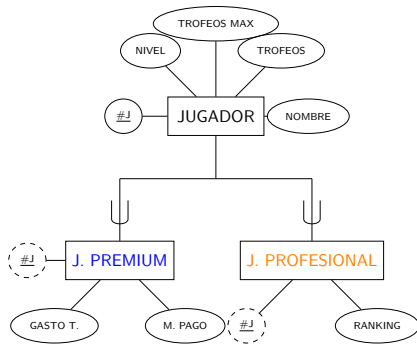 TROFEOS MAX
NIVEL
TROFEOS
#J
JUGADOR
NOMBRE
#J
J. PREMIUM
J. PROFESIONAL
GASTO T.
M. PAGO
#J
RANKING